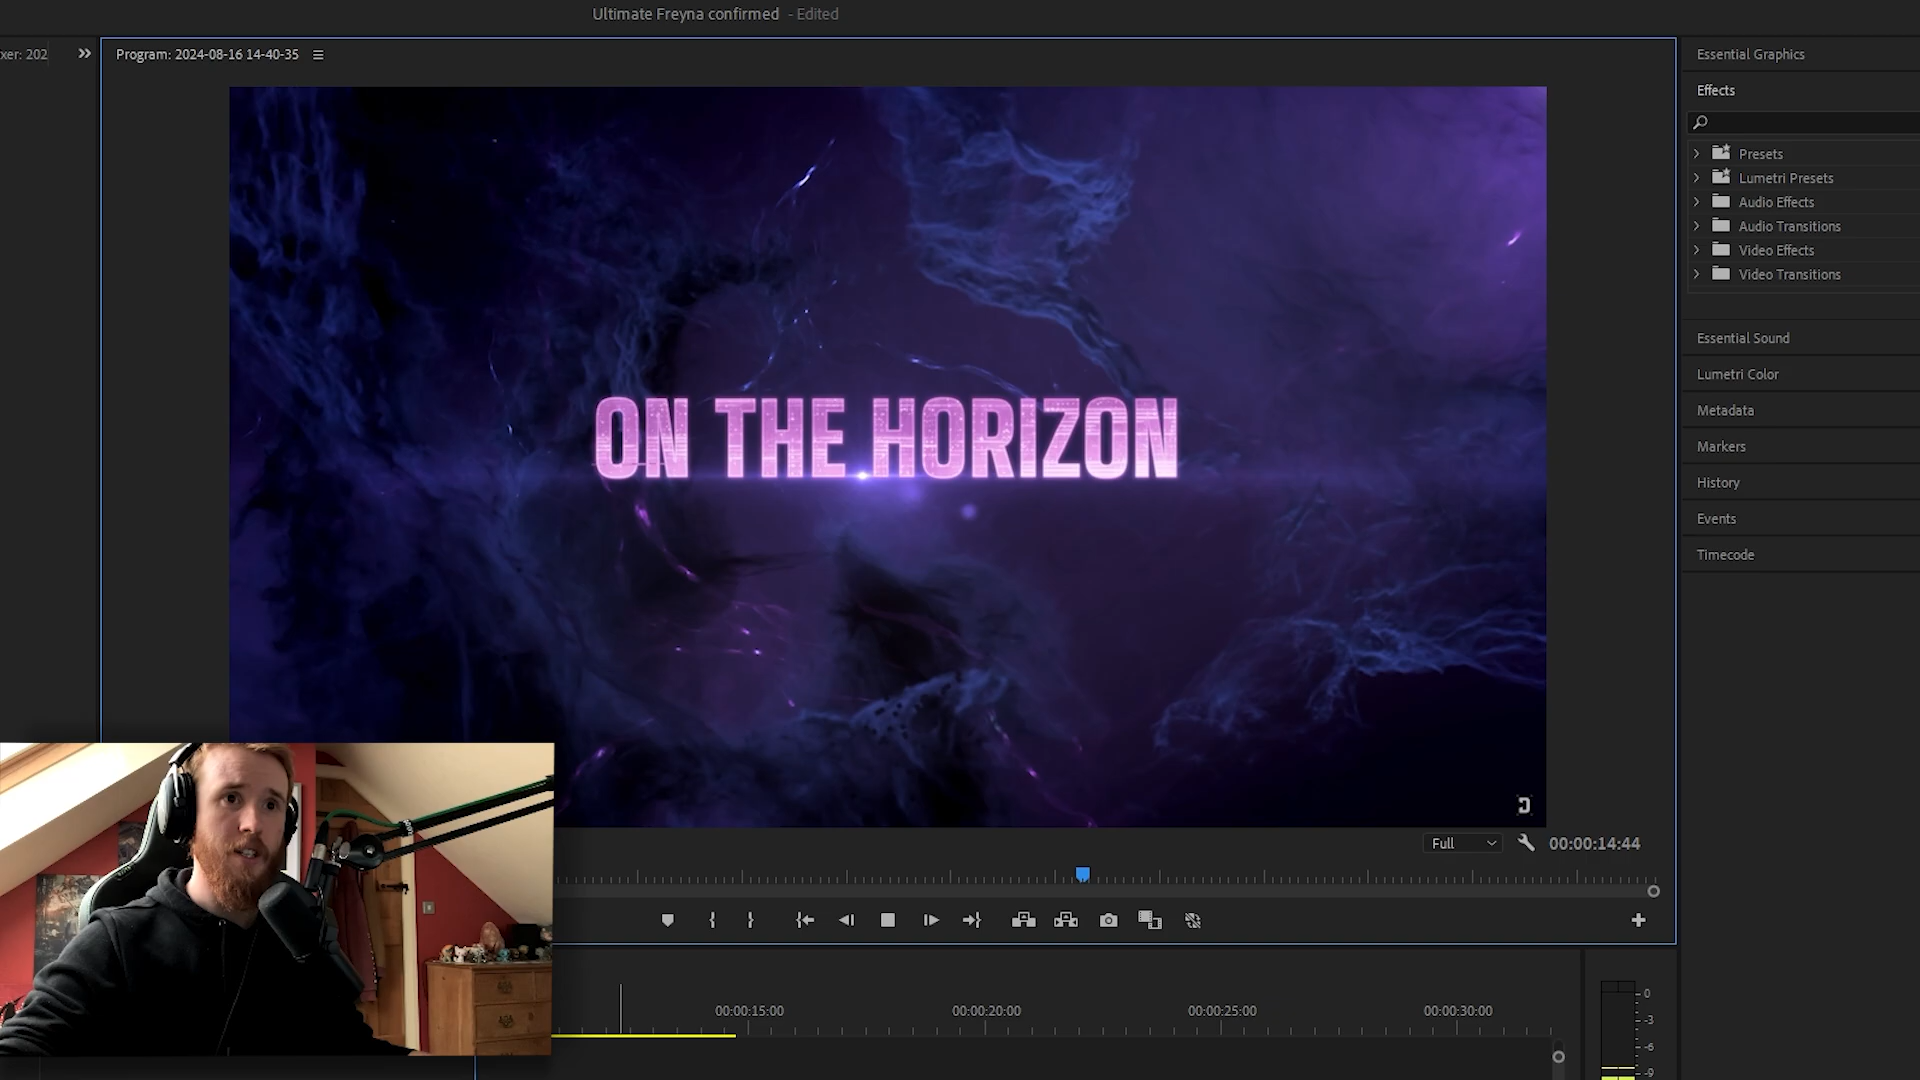 Ultimate Freyna confirmed - Edited
xer: 202
Program: 2024-08-16 14-40-35
Essential Graphics
Effects
Presets
Lumetri Presets
Audio Effects
Audio Transitions
Video Effects
Video Transitions
Essential Sound
Lumetri Color
Metadata
Markers
History
Events
Timecode
ON THE HORIZON
Full
00:00:14:44
00:00:15:00
00:00:20:00
00:00:25:00
00:00:30:00
0
-3
-6
-9